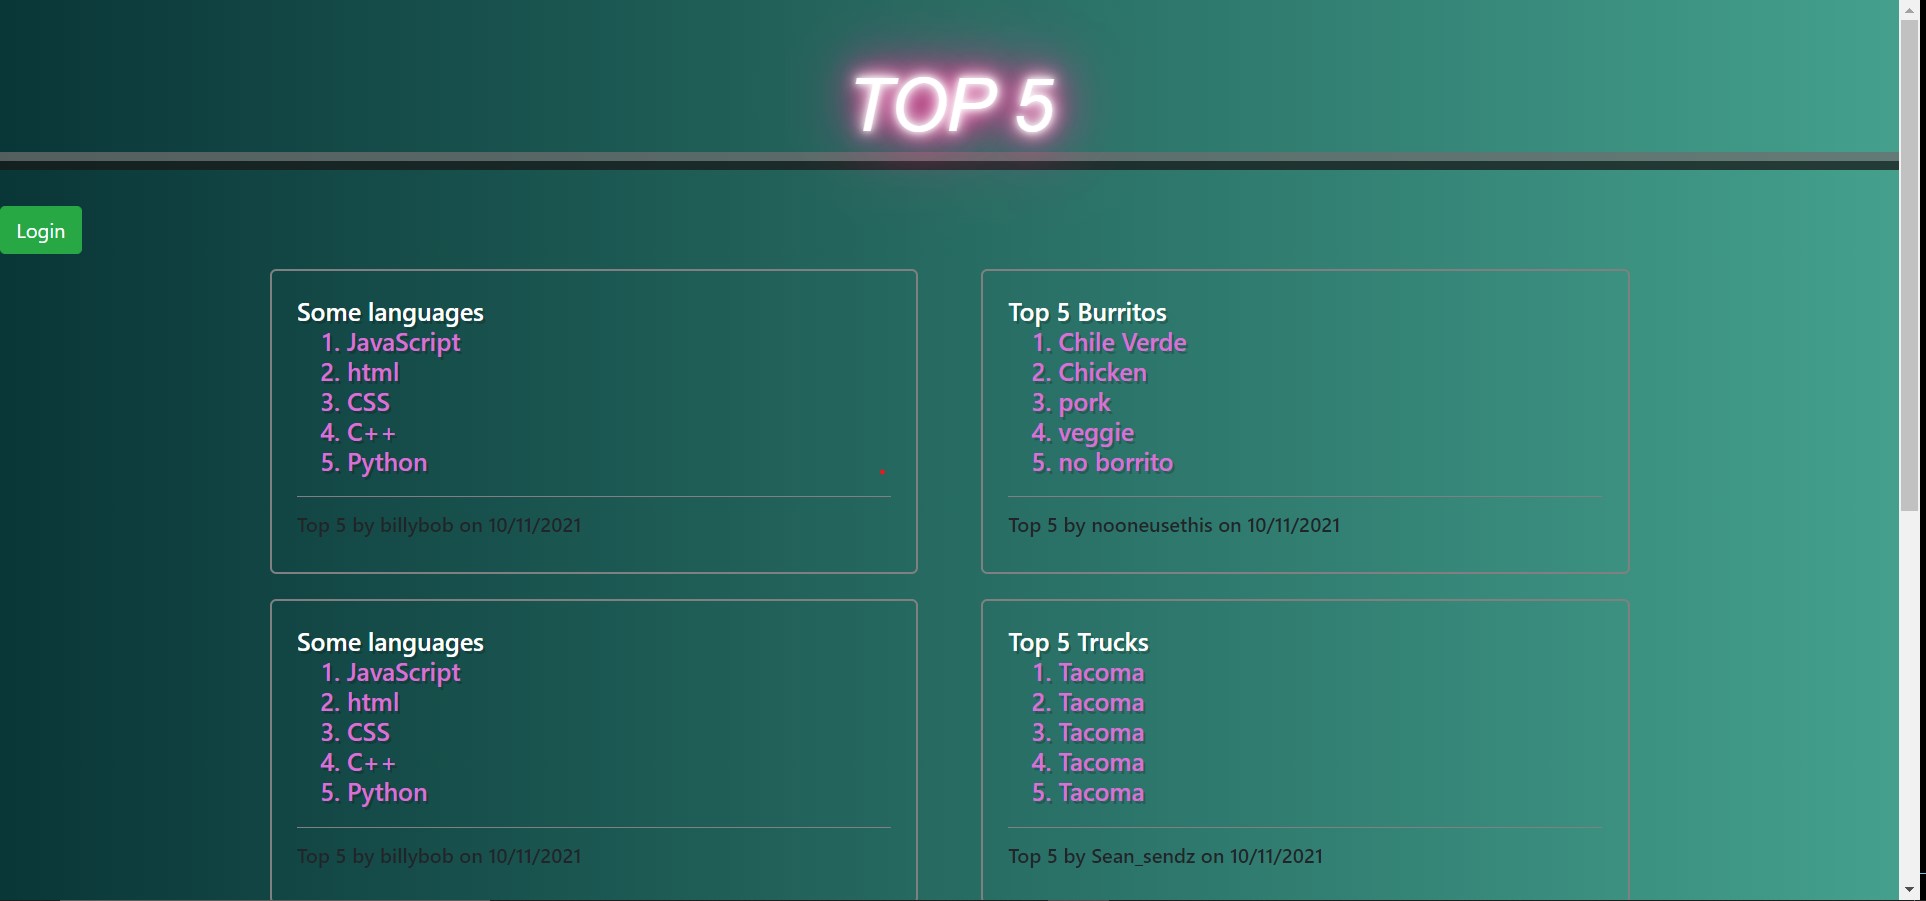 TOP 5
Login
Some languages
1. JavaScript
2. html
3. CSS
4. C++
5. Python
Top 5 by billybob on 10/11/2021
Top 5 Burritos
1. Chile Verde
2. Chicken
3. pork
4. veggie
5. no borrito
Top 5 by nooneusethis on 10/11/2021
Some languages
1. JavaScript
2. html
3. CSS
4. C++
5. Python
Top 5 by billybob on 10/11/2021
Top 5 Trucks
1. Tacoma
2. Tacoma
3. Tacoma
4. Tacoma
5. Tacoma
Top 5 by Sean_sendz on 10/11/2021